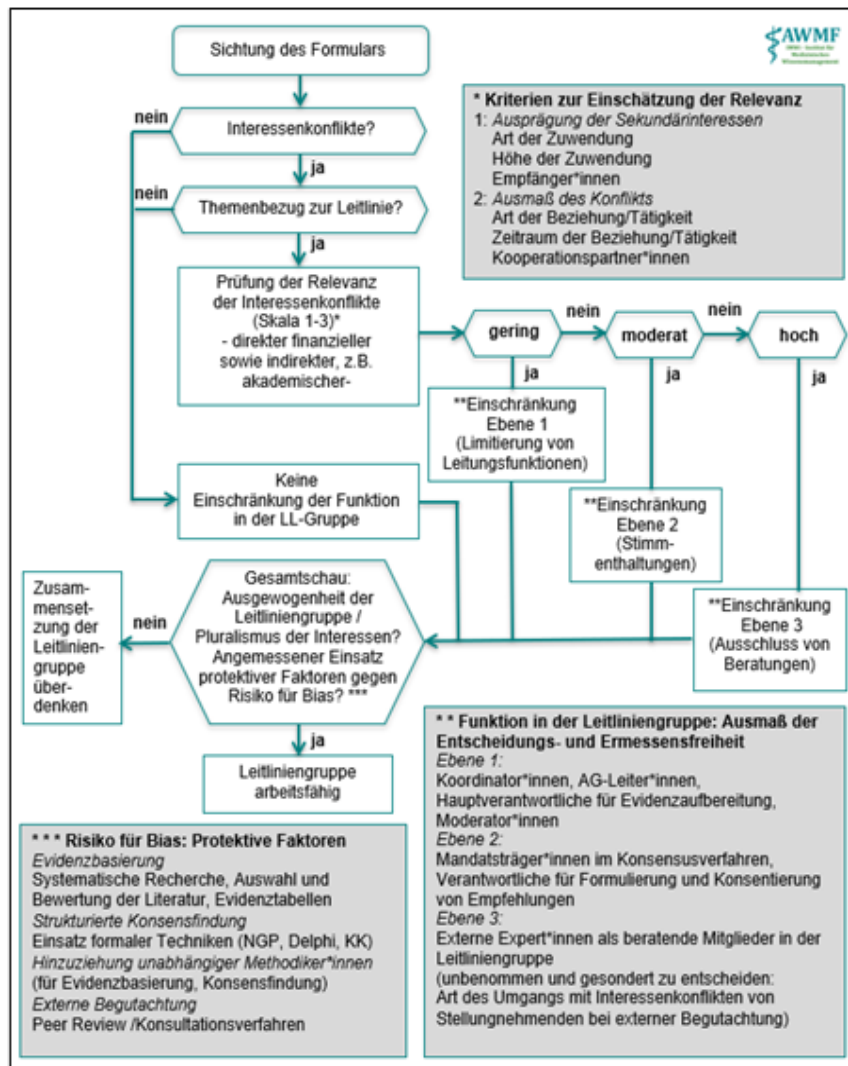 AWMF
IMWi - Institut für
Medizinisches
Wissensmanagement
Sichtung des Formulars
nein
Interessenkonflikte?
ja
nein
Themenbezug zur Leitlinie?
ja
* Kriterien zur Einschätzung der Relevanz
1: Ausprägung der Sekundärinteressen
Art der Zuwendung
Höhe der Zuwendung
Empfänger*innen
2: Ausmaß des Konflikts
Art der Beziehung/Tätigkeit
Zeitraum der Beziehung/Tätigkeit
Kooperationspartner*innen
Prüfung der Relevanz
der Interessenkonflikte
(Skala 1-3)*
- direkter finanzieller
sowie indirekter, z.B.
akademischer-
gering
nein
moderat
nein
hoch
ja
ja
ja
**Einschränkung
Ebene 1
(Limitierung von
Leitungsfunktionen)
Keine
Einschränkung der Funktion
in der LL-Gruppe
**Einschränkung
Ebene 2
(Stimm-
enthaltungen)
**Einschränkung
Ebene 3
(Ausschluss von
Beratungen)
Zusam-
mensetz-
zung der
Leitlinien-
gruppe
über-
denken
nein
Gesamtschau:
Ausgewogenheit der
Leitliniengruppe /
Pluralismus der Interessen?
Angemessener Einsatz
protektiver Faktoren gegen
Risiko für Bias? ***
ja
Leitliniengruppe
arbeitsfähig
* * Funktion in der Leitliniengruppe: Ausmaß der
Entscheidungs- und Ermessensfreiheit
Ebene 1:
Koordinator*innen, AG-Leiter*innen,
Hauptverantwortliche für Evidenzaufbereitung,
Moderator*innen
Ebene 2:
Mandatsträger*innen im Konsensusverfahren,
Verantwortliche für Formulierung und Konsentierung
von Empfehlungen
Ebene 3:
Externe Expert*innen als beratende Mitglieder in der
Leitliniengruppe
(unbenommen und gesondert zu entscheiden:
Art des Umgangs mit Interessenkonflikten von
Stellungnehmenden bei externer Begutachtung)
* * * Risiko für Bias: Protektive Faktoren
Evidenzbasierung
Systematische Recherche, Auswahl und
Bewertung der Literatur, Evidenztabellen
Strukturierte Konsensfindung
Einsatz formaler Techniken (NGP, Delphi, KK)
Hinzuziehung unabhängiger Methodiker*innen
(für Evidenzbasierung, Konsensfindung)
Externe Begutachtung
Peer Review /Konsultationsverfahren